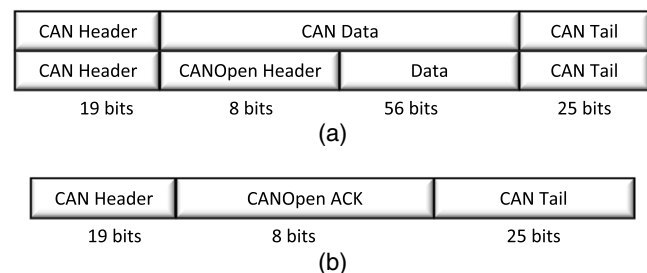 CAN Header CAN Data CAN Tail
CAN Header CANOpen Header Data CAN Tail
19 bits 8 bits 56 bits 25 bits
(a)
CAN Header CANOpen ACK CAN Tail
19 bits 8 bits 25 bits
(b)